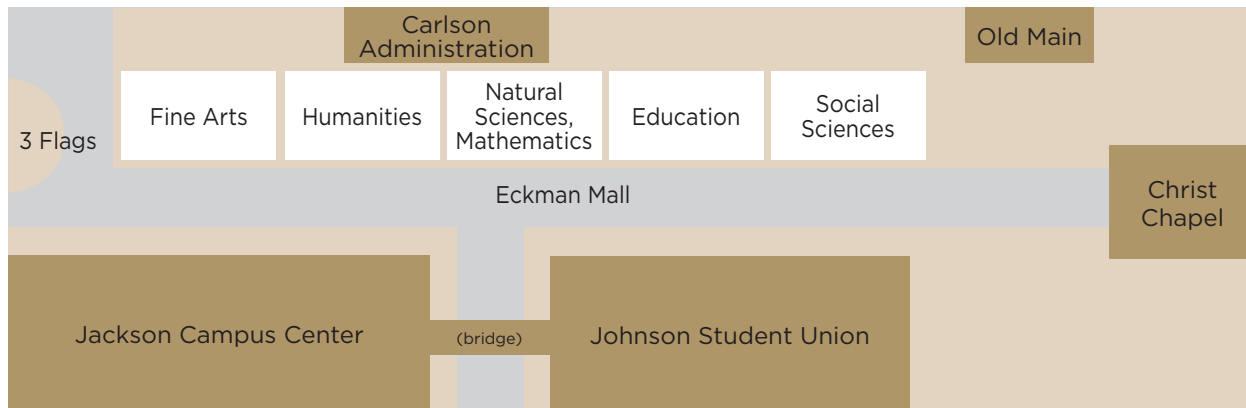 Carlson
Administration
Old Main
3 Flags
Fine Arts
Humanities
Natural
Sciences,
Mathematics
Education
Social
Sciences
Eckman Mall
Christ
Chapel
Jackson Campus Center
(bridge)
Johnson Student Union